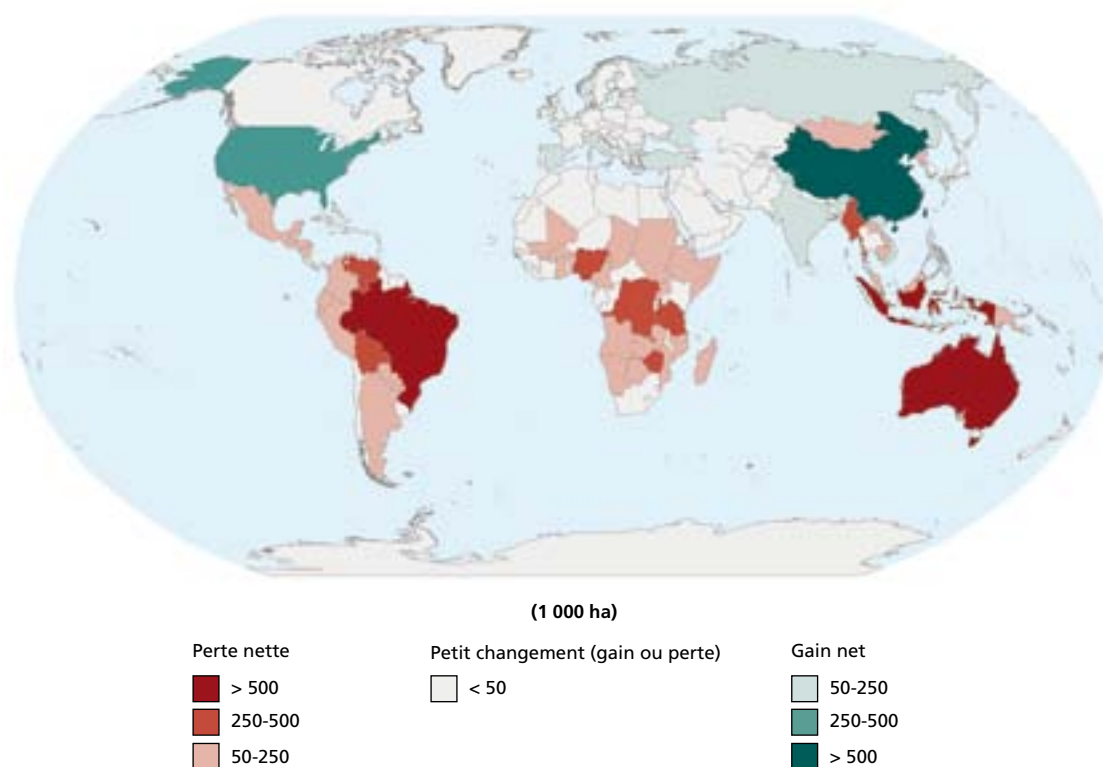 (1 000 ha)
Perte nette
> 500
250-500
50-250
Petit changement (gain ou perte)
< 50
Gain net
50-250
250-500
> 500